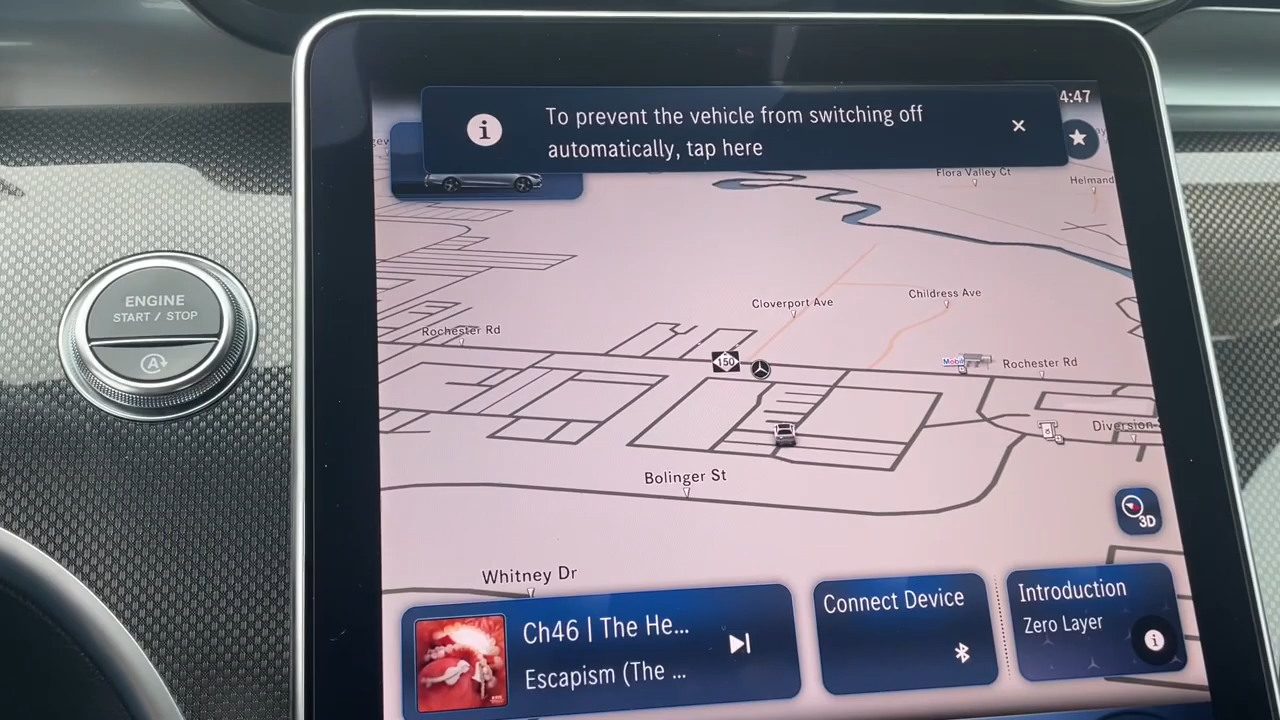 To prevent the vehicle from switching off
automatically, tap here
4:47
Flora Valley Ct
Helmand
ENGINE
START / STOP
A
Cloverport Ave
Childress Ave
Rochester Rd
150
Mobil
Rochester Rd
Diversion
Bolinger St
3D
Whitney Dr
Ch46 | The He...
Escapism (The ...
Connect Device
Introduction
Zero Layer